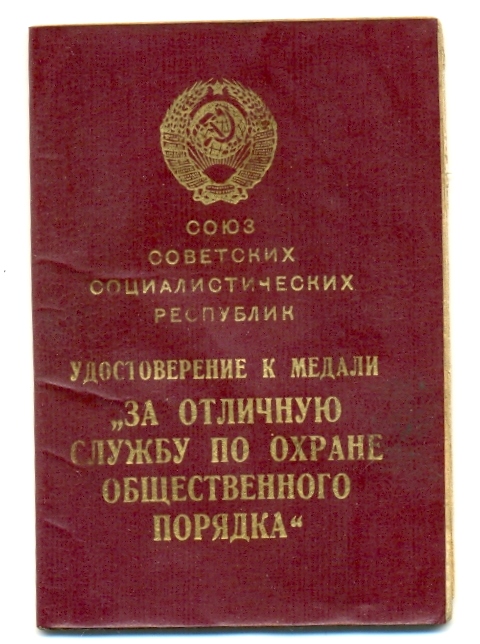 СОЮЗ
СОВЕТСКИХ
СОЦИАЛИСТИЧЕСКИХ
РЕСПУБЛИК
УДОСТОВЕРЕНИЕ К МЕДАЛИ
„ЗА ОТЛИЧНУЮ
СЛУЖБУ ПО ОХРАНЕ
ОБЩЕСТВЕННОГО
ПОРЯДКА“